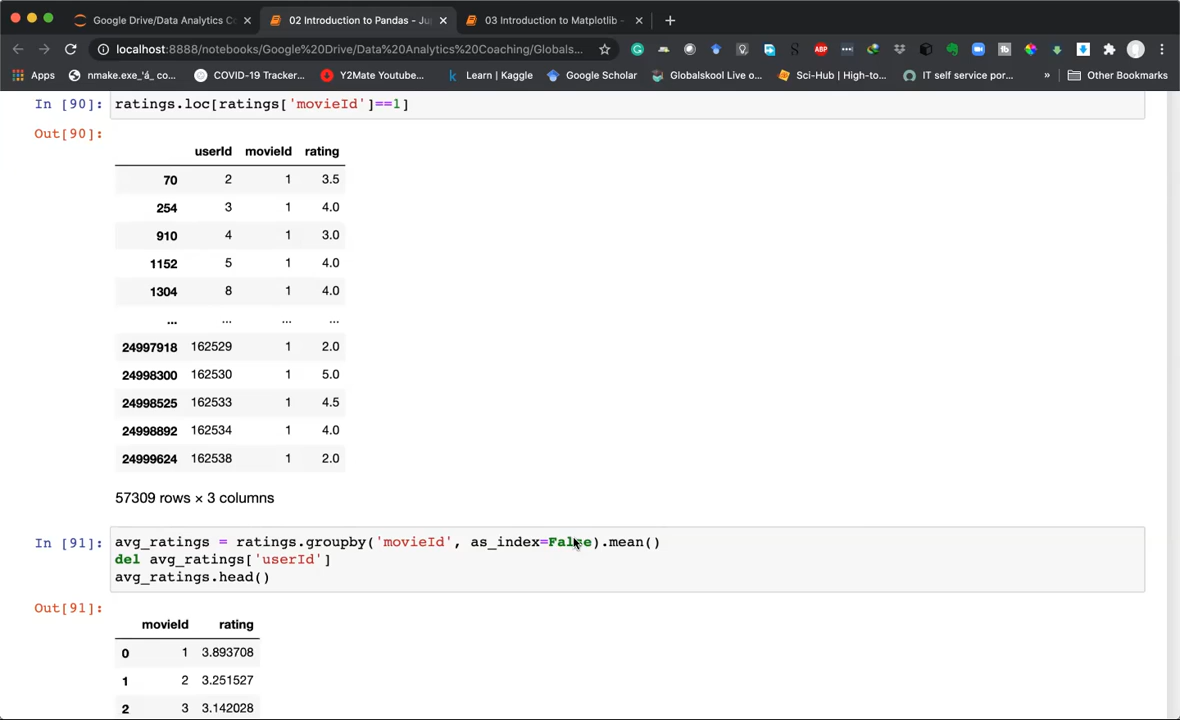 Google Drive/Data Analytics Co
02 Introduction to Pandas - Ju
03 Introduction to Matplotlib -
localhost:8888/notebooks/Google%20Drive/Data%20Analytics%20Coaching/Globals...
ABP
Apps
nmake.exe_'á_ co...
COVID-19 Tracker...
Y2Mate Youtube...
Learn | Kaggle
Google Scholar
Globalskool Live o...
Sci-Hub | High-to...
IT self service por...
»
Other Bookmarks
In [90]: ratings.loc[ratings['movieId']==1]
Out[90]:
userId movieId rating
70 2 1 3.5
254 3 1 4.0
910 4 1 3.0
1152 5 1 4.0
1304 8 1 4.0
... ... ... ...
24997918 162529 1 2.0
24998300 162530 1 5.0
24998525 162533 1 4.5
24998892 162534 1 4.0
24999624 162538 1 2.0
57309 rows × 3 columns
In [91]: avg_ratings = ratings.groupby('movieId', as_index=False).mean()
del avg_ratings['userId']
avg_ratings.head()
Out[91]:
movieId rating
0 1 3.893708
1 2 3.251527
2 3 3.142028